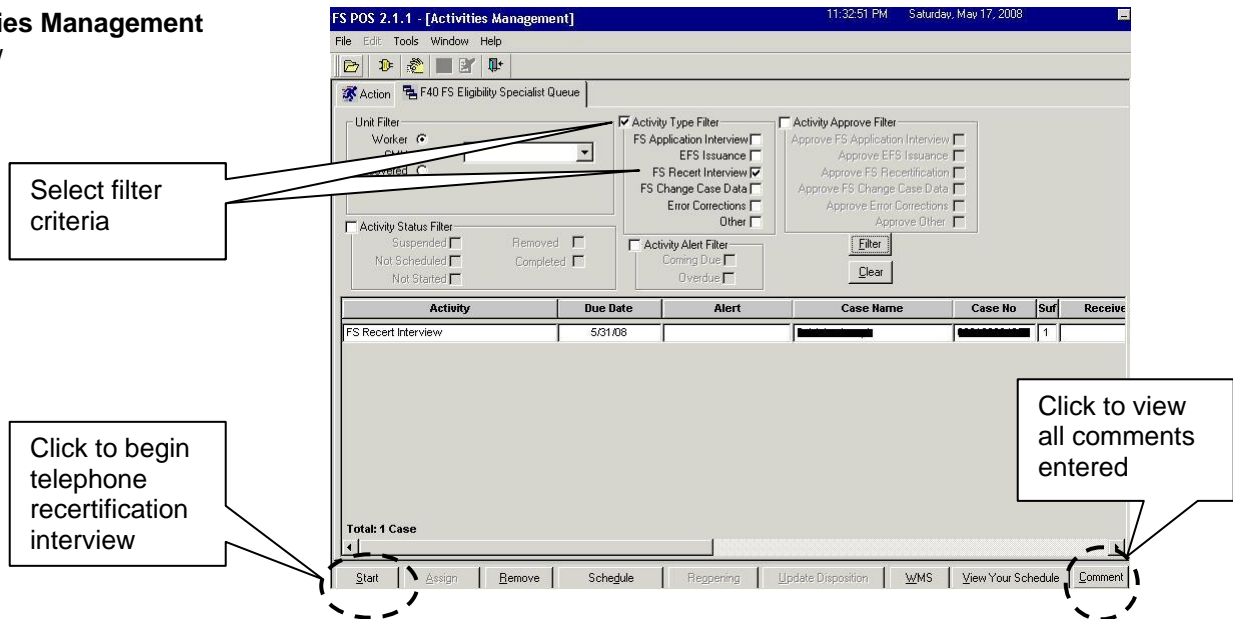 ies Management
FS POS 2.1.1 - [Activities Management]
11:32:51 PM Saturday, May 17, 2008
File Edit Tools Window Help
Action F40 FS Eligibility Specialist Queue
Unit Filter
Worker
Activity Type Filter
FS Application Interview
EFS Issuance
FS Recert Interview
FS Change Case Data
Error Corrections
Other
Activity Approve Filter
Approve FS Application Interview
Approve EFS Issuance
Approve FS Recertification
Approve FS Change Case Data
Approve Error Corrections
Approve Other
Select filter
criteria
Activity Status Filter
Suspended Removed
Not Scheduled Completed
Not Started
Activity Alert Filter
Coming Due
Overdue
Filter
Clear
Activity Due Date Alert Case Name Case No Suf Receive
FS Recert Interview 5/31/08 1
Click to view
all comments
entered
Click to begin
telephone
recertification
interview
Total: 1 Case
Start Assign Remove Schedule Reopening Update Disposition WMS View Your Schedule Comment